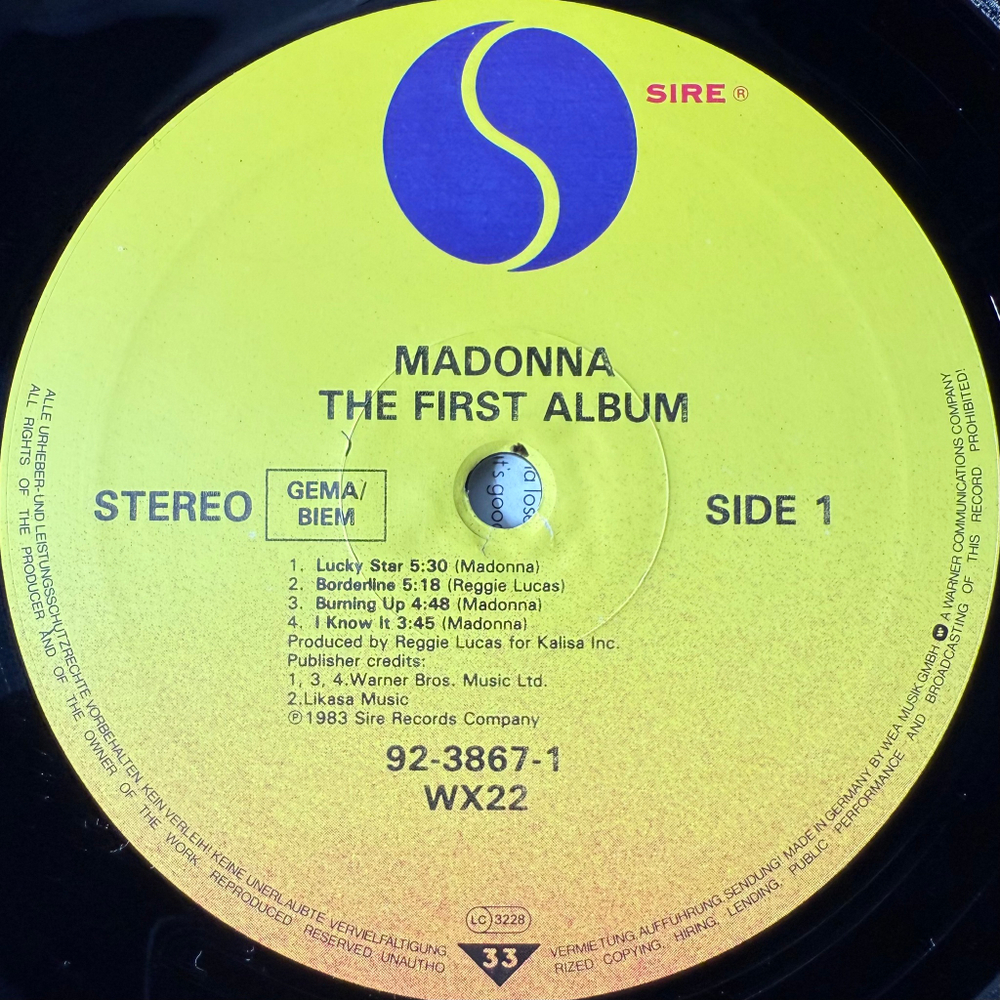 SIRE ®
MADONNA
THE FIRST ALBUM
STEREO
GEMA/
BIEM
SIDE 1
1. Lucky Star 5:30 (Madonna)
2. Borderline 5:18 (Reggie Lucas)
3. Burning Up 4:48 (Madonna)
4. I Know It 3:45 (Madonna)
Produced by Reggie Lucas for Kalisa Inc.
Publisher credits:
1, 3, 4.Warner Bros. Music Ltd.
2.Likasa Music
℗1983 Sire Records Company
92-3867-1
WX22
LC 3228
33
ALLE URHEBER- UND LEISTUNGSSCHUTZRECHTE VORBEHALTEN KEIN VERLEIH! KEINE UNERLAUBTE VERVIELFÄLTIGUNG, VERMIETUNG, AUFFÜHRUNG, SENDUNG! MADE IN GERMANY BY WEA MUSIK GMBH A WARNER COMMUNICATIONS COMPANY
ALL RIGHTS OF THE PRODUCER AND OF THE OWNER OF THE WORK REPRODUCED RESERVED UNAUTHORIZED COPYING, HIRING, LENDING, PUBLIC PERFORMANCE AND BROADCASTING OF THIS RECORD PROHIBITED!
it's good
lose